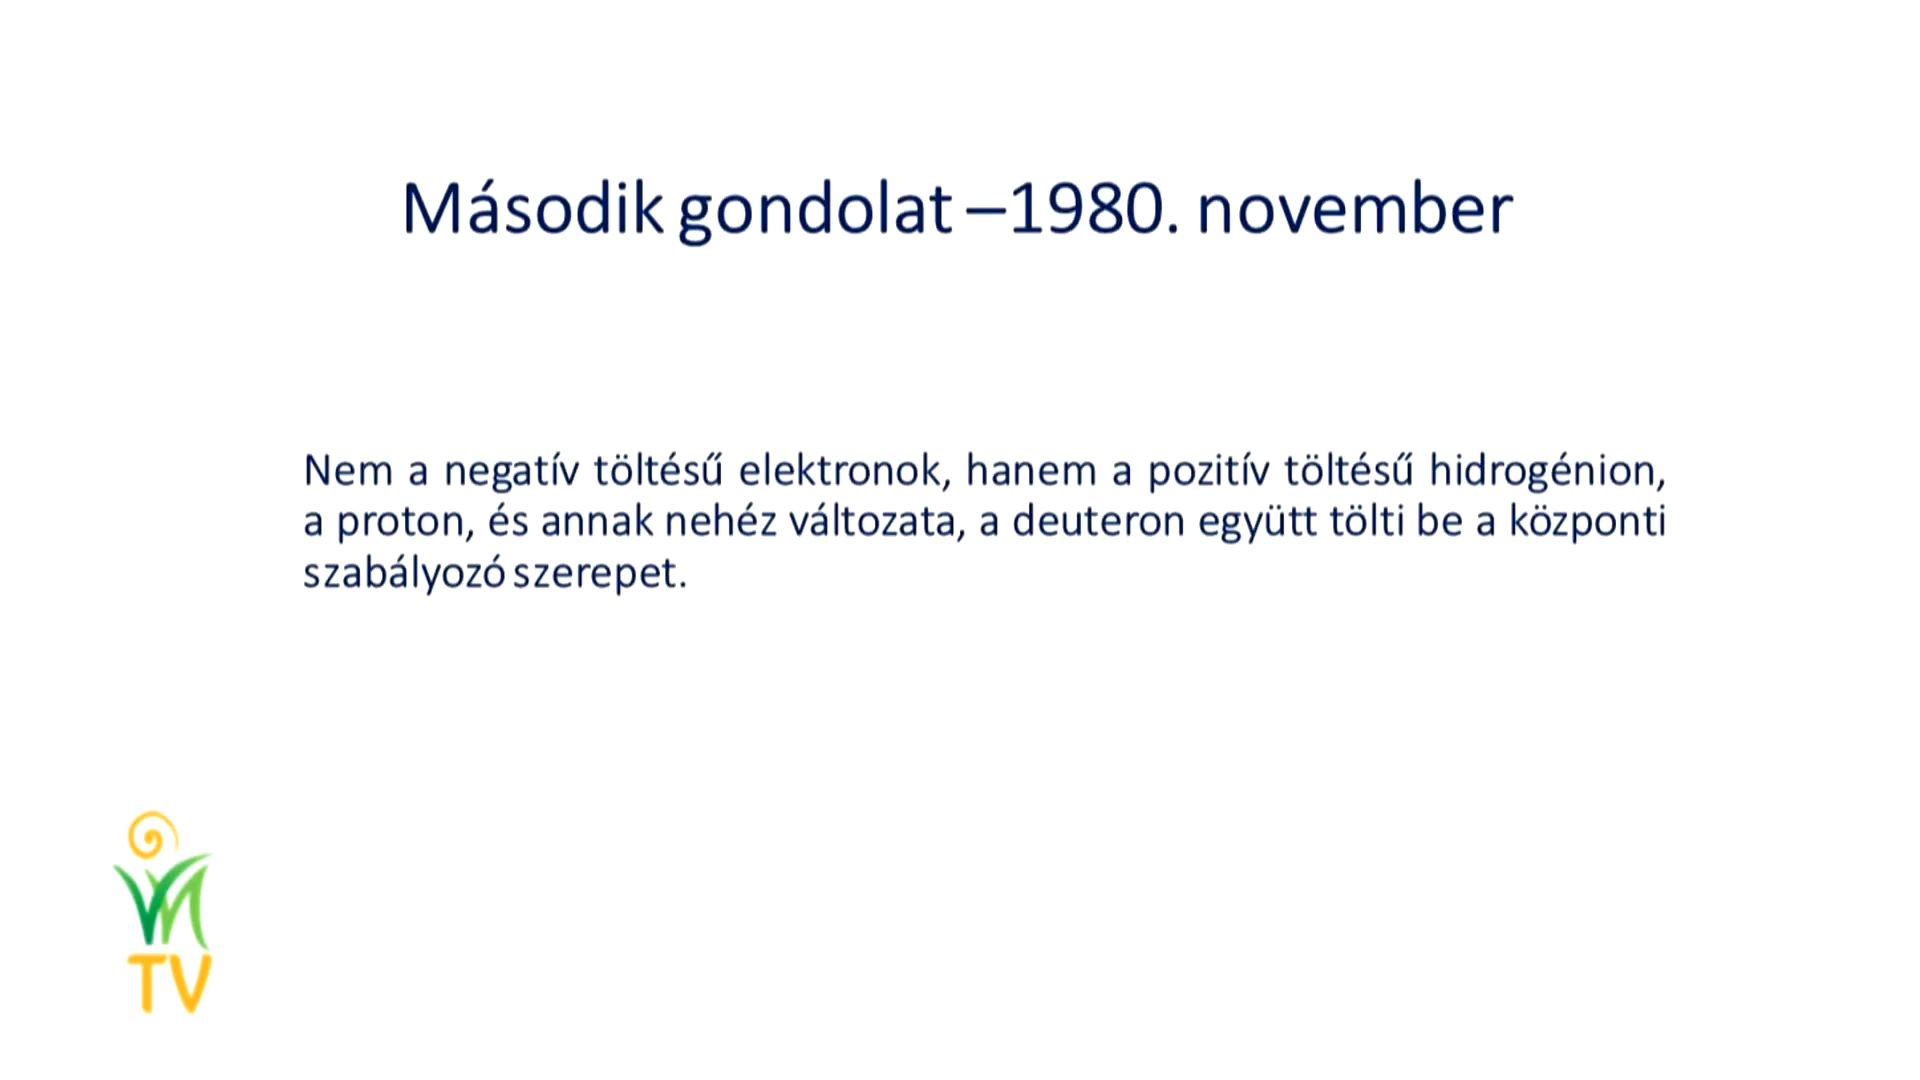 Második gondolat –1980. november
Nem a negatív töltésű elektronok, hanem a pozitív töltésű hidrogénion,
a proton, és annak nehéz változata, a deuteron együtt tölti be a központi
szabályozó szerepet.
TV